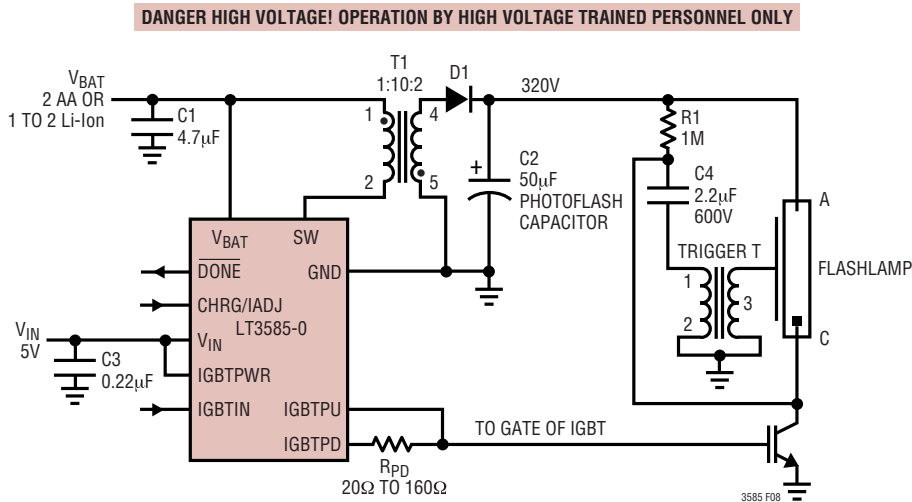 DANGER HIGH VOLTAGE! OPERATION BY HIGH VOLTAGE TRAINED PERSONNEL ONLY
VBAT
2 AA OR
1 TO 2 Li-Ion
C1
4.7µF
T1
1:10:2
1
2
4
5
D1
320V
+
C2
50µF
PHOTOFLASH
CAPACITOR
R1
1M
C4
2.2µF
600V
TRIGGER T
1
2
3
A
FLASHLAMP
C
VBAT
SW
DONE
GND
CHRG/IADJ
LT3585-0
VIN
IGBTPWR
IGBTIN
IGBTPU
IGBTPD
VIN
5V
C3
0.22µF
RPD
20Ω TO 160Ω
TO GATE OF IGBT
3585 F08